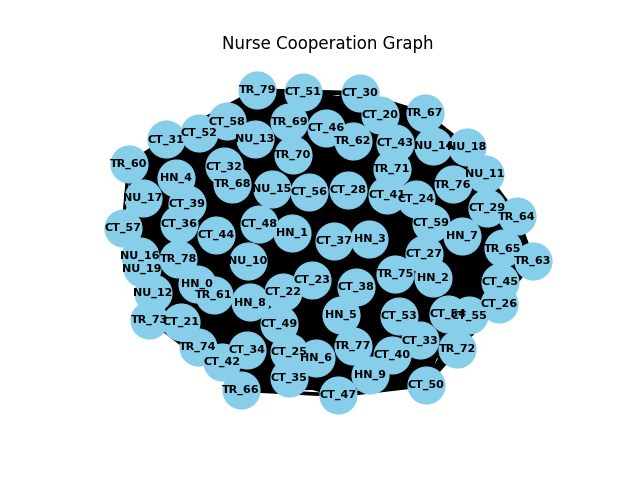 Nurse Cooperation Graph
TR_79
CT_51
CT_30
TR_67
CT_20
CT_58
TR_69
CT_46
CT_52
CT_31
NU_13
TR_62
CT_43
NU_14
NU_18
TR_70
TR_60
CT_32
TR_71
NU_11
HN_4
TR_68
NU_15
CT_56
CT_28
CT_41
CT_24
TR_76
NU_17
CT_39
CT_29
TR_64
CT_57
CT_36
CT_44
CT_48
HN_1
CT_37
HN_3
CT_59
HN_7
TR_65
NU_16
TR_78
NU_10
CT_27
TR_63
NU_19
CT_23
TR_75
HN_2
CT_45
NU_12
HN_0
TR_61
HN_8
CT_22
CT_38
CT_26
TR_73
CT_21
CT_49
HN_5
CT_53
CT_54
CT_55
TR_74
CT_34
CT_25
HN_6
TR_77
CT_40
CT_33
TR_72
CT_42
CT_35
HN_9
CT_50
TR_66
CT_47